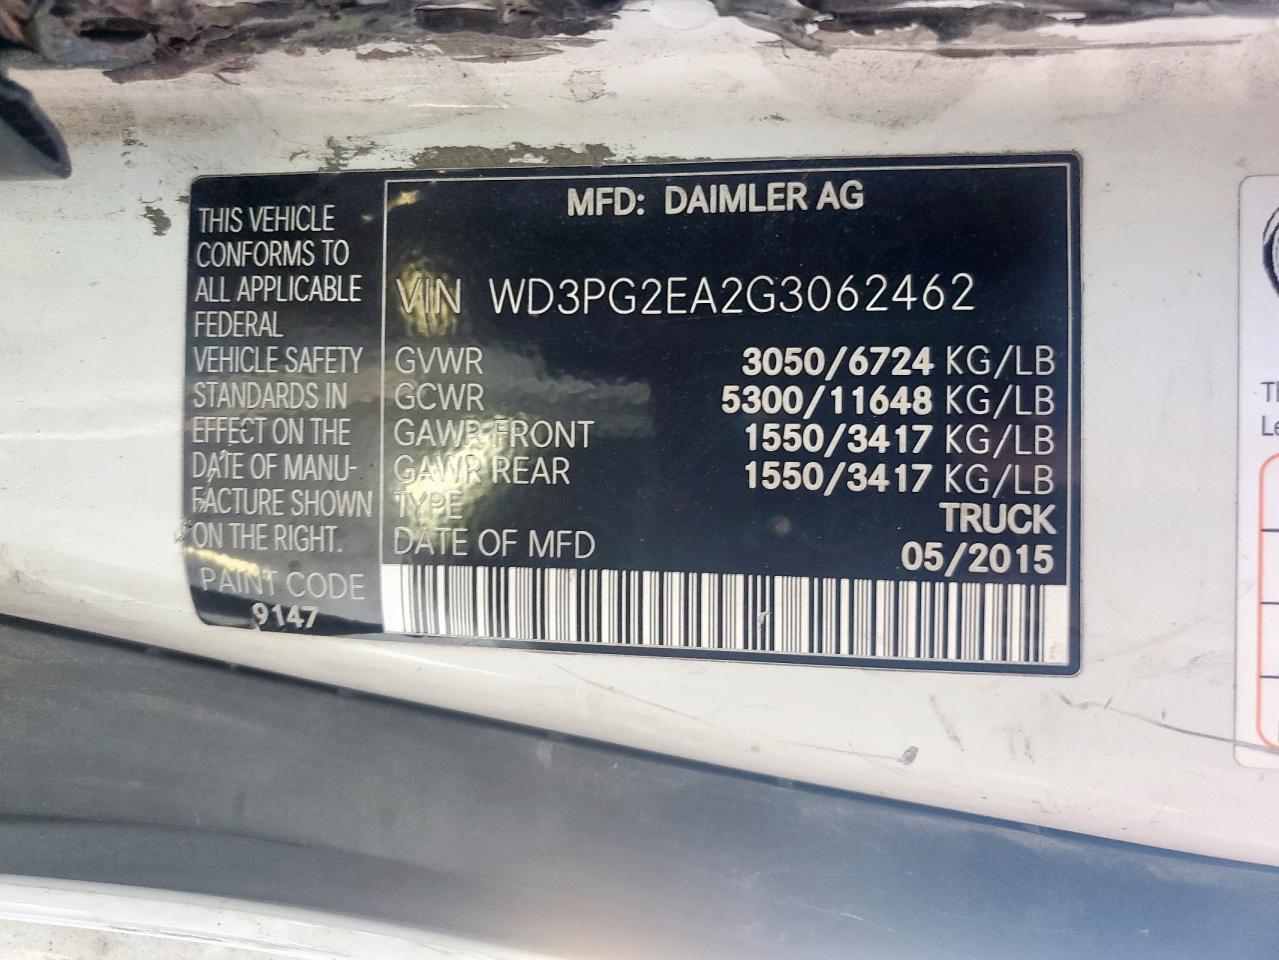 THIS VEHICLE
CONFORMS TO
ALL APPLICABLE
FEDERAL
VEHICLE SAFETY
STANDARDS IN
EFFECT ON THE
DATE OF MANU-
FACTURE SHOWN
ON THE RIGHT.
PAINT CODE
9147
MFD: DAIMLER AG
VIN WD3PG2EA2G3062462
GVWR 3050/6724 KG/LB
GCWR 5300/11648 KG/LB
GAWR FRONT 1550/3417 KG/LB
GAWR REAR 1550/3417 KG/LB
TYPE TRUCK
DATE OF MFD 05/2015